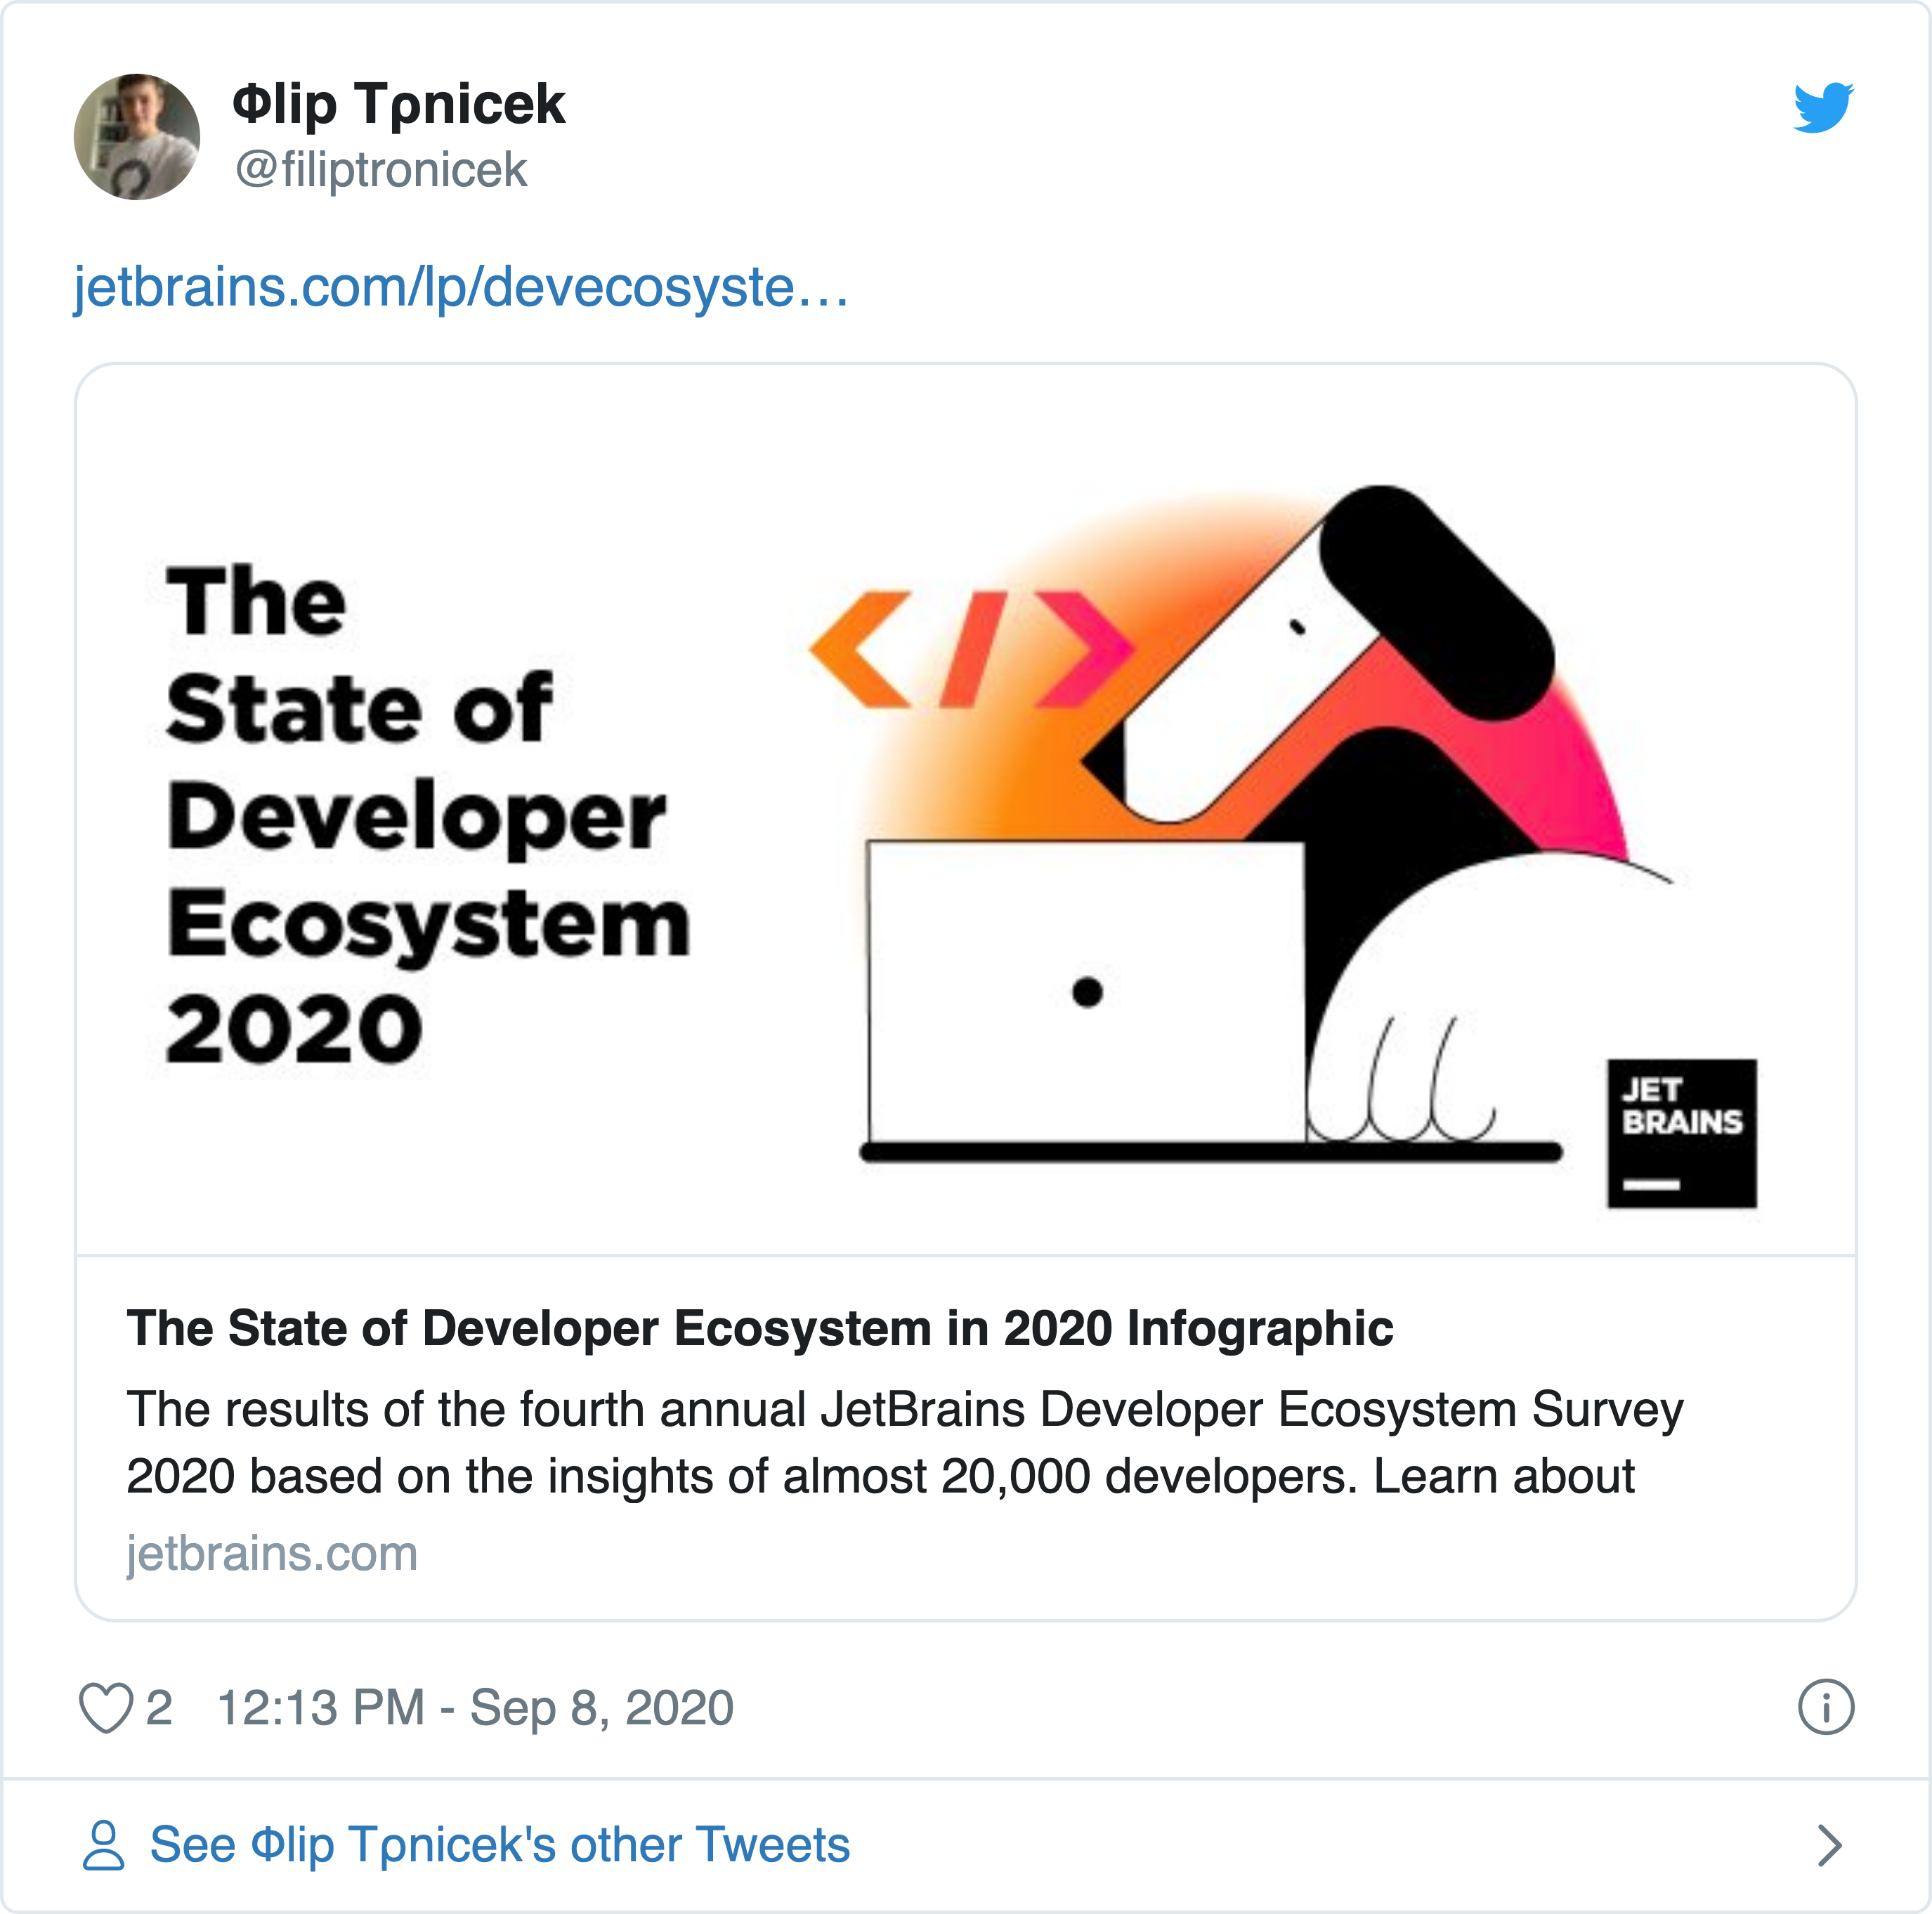 Φlip Tρnicek
@filiptronicek
jetbrains.com/lp/devecosyste…
The
State of
Developer
Ecosystem
2020
</>
JET
BRAINS
The State of Developer Ecosystem in 2020 Infographic
The results of the fourth annual JetBrains Developer Ecosystem Survey
2020 based on the insights of almost 20,000 developers. Learn about
jetbrains.com
2 12:13 PM - Sep 8, 2020
See Φlip Tρnicek's other Tweets